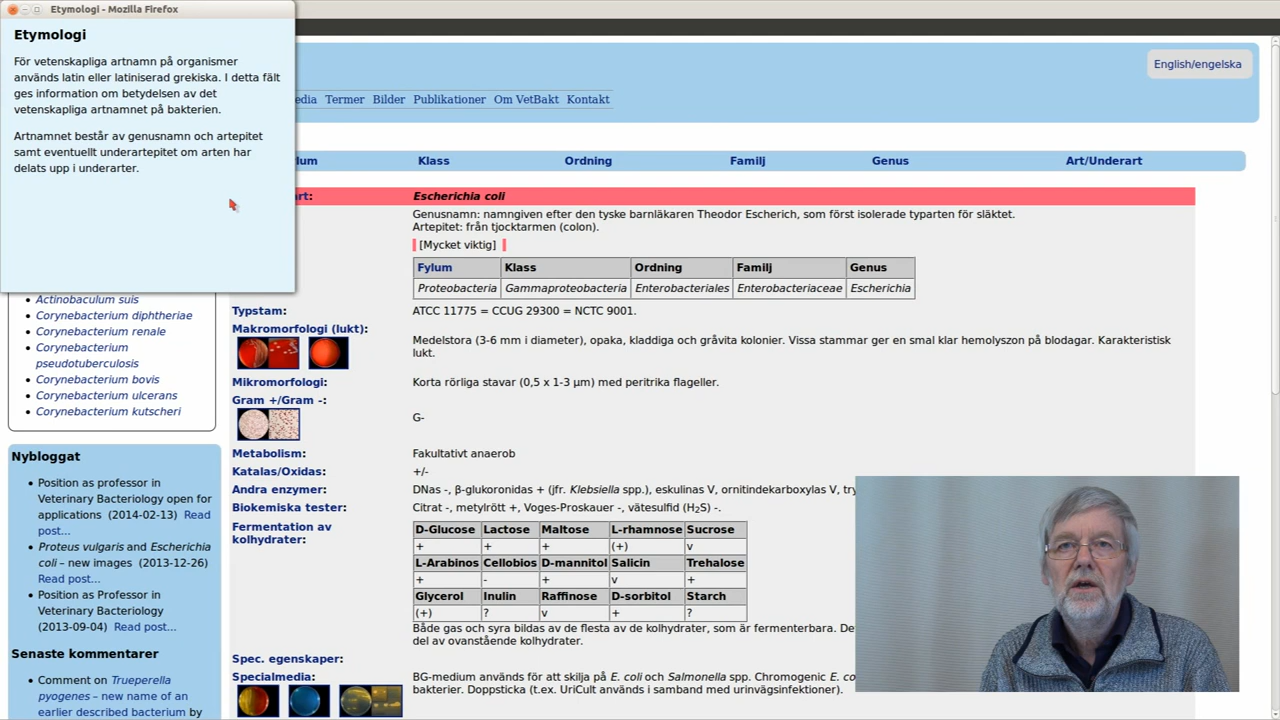 Etymologi - Mozilla Firefox
Etymologi
För vetenskapliga artnamn på organismer
används latin eller latiniserad grekiska. I detta fält
ges information om betydelsen av det
vetenskapliga artnamnet på bakterien.
Artnamnet består av genusnamn och artepitet
samt eventuellt underartepitet om arten har
delats upp i underarter.
English/engelska
edia Termer Bilder Publikationer Om VetBakt Kontakt
lum Klass Ordning Familj Genus Art/Underart
art: Escherichia coli
Genusnamn: namngiven efter den tyske barnläkaren Theodor Escherich, som först isolerade typarten för släktet.
Artepitet: från tjocktarmen (colon).
[Mycket viktig]
Fylum Klass Ordning Familj Genus
Proteobacteria Gammaproteobacteria Enterobacteriales Enterobacteriaceae Escherichia
Typstam: ATCC 11775 = CCUG 29300 = NCTC 9001.
Makromorfologi (lukt): Medelstora (3-6 mm i diameter), opaka, kladdiga och gråvita kolonier. Vissa stammar ger en smal klar hemolyszon på blodagar. Karakteristisk
lukt.
Mikromorfologi: Korta rörliga stavar (0,5 x 1-3 µm) med peritrika flageller.
Gram +/Gram -: G-
Metabolism: Fakultativt anaerob
Katalas/Oxidas: +/-
Andra enzymer: DNas -, β-glukoronidas + (jfr. Klebsiella spp.), eskulinas V, ornitindekarboxylas V, try
Biokemiska tester: Citrat -, metylrött +, Voges-Proskauer -, vätesulfid (H₂S) -.
Fermentation av
kolhydrater:
D-Glucose Lactose Maltose L-rhamnose Sucrose
+ + + (+) v
L-Arabinos Cellobios D-mannitol Salicin Trehalose
+ - + v +
Glycerol Inulin Raffinose D-sorbitol Starch
(+) ? v + ?
Både gas och syra bildas av de flesta av de kolhydrater, som är fermenterbara. De
del av ovanstående kolhydrater.
Spec. egenskaper:
Specialmedia: BG-medium används för att skilja på E. coli och Salmonella spp. Chromogenic E.
bakterier. Doppsticka (t.ex. UriCult används i samband med urinvägsinfektioner).
Actinobaculum suis
Corynebacterium diphtheriae
Corynebacterium renale
Corynebacterium
pseudotuberculosis
Corynebacterium bovis
Corynebacterium ulcerans
Corynebacterium kutscheri
Nybloggat
Position as professor in
Veterinary Bacteriology open for
applications (2014-02-13) Read
post...
Proteus vulgaris and Escherichia
coli – new images (2013-12-26)
Read post...
Position as Professor in
Veterinary Bacteriology
(2013-09-04) Read post...
Senaste kommentarer
Comment on Trueperella
pyogenes – new name of an
earlier described bacterium by